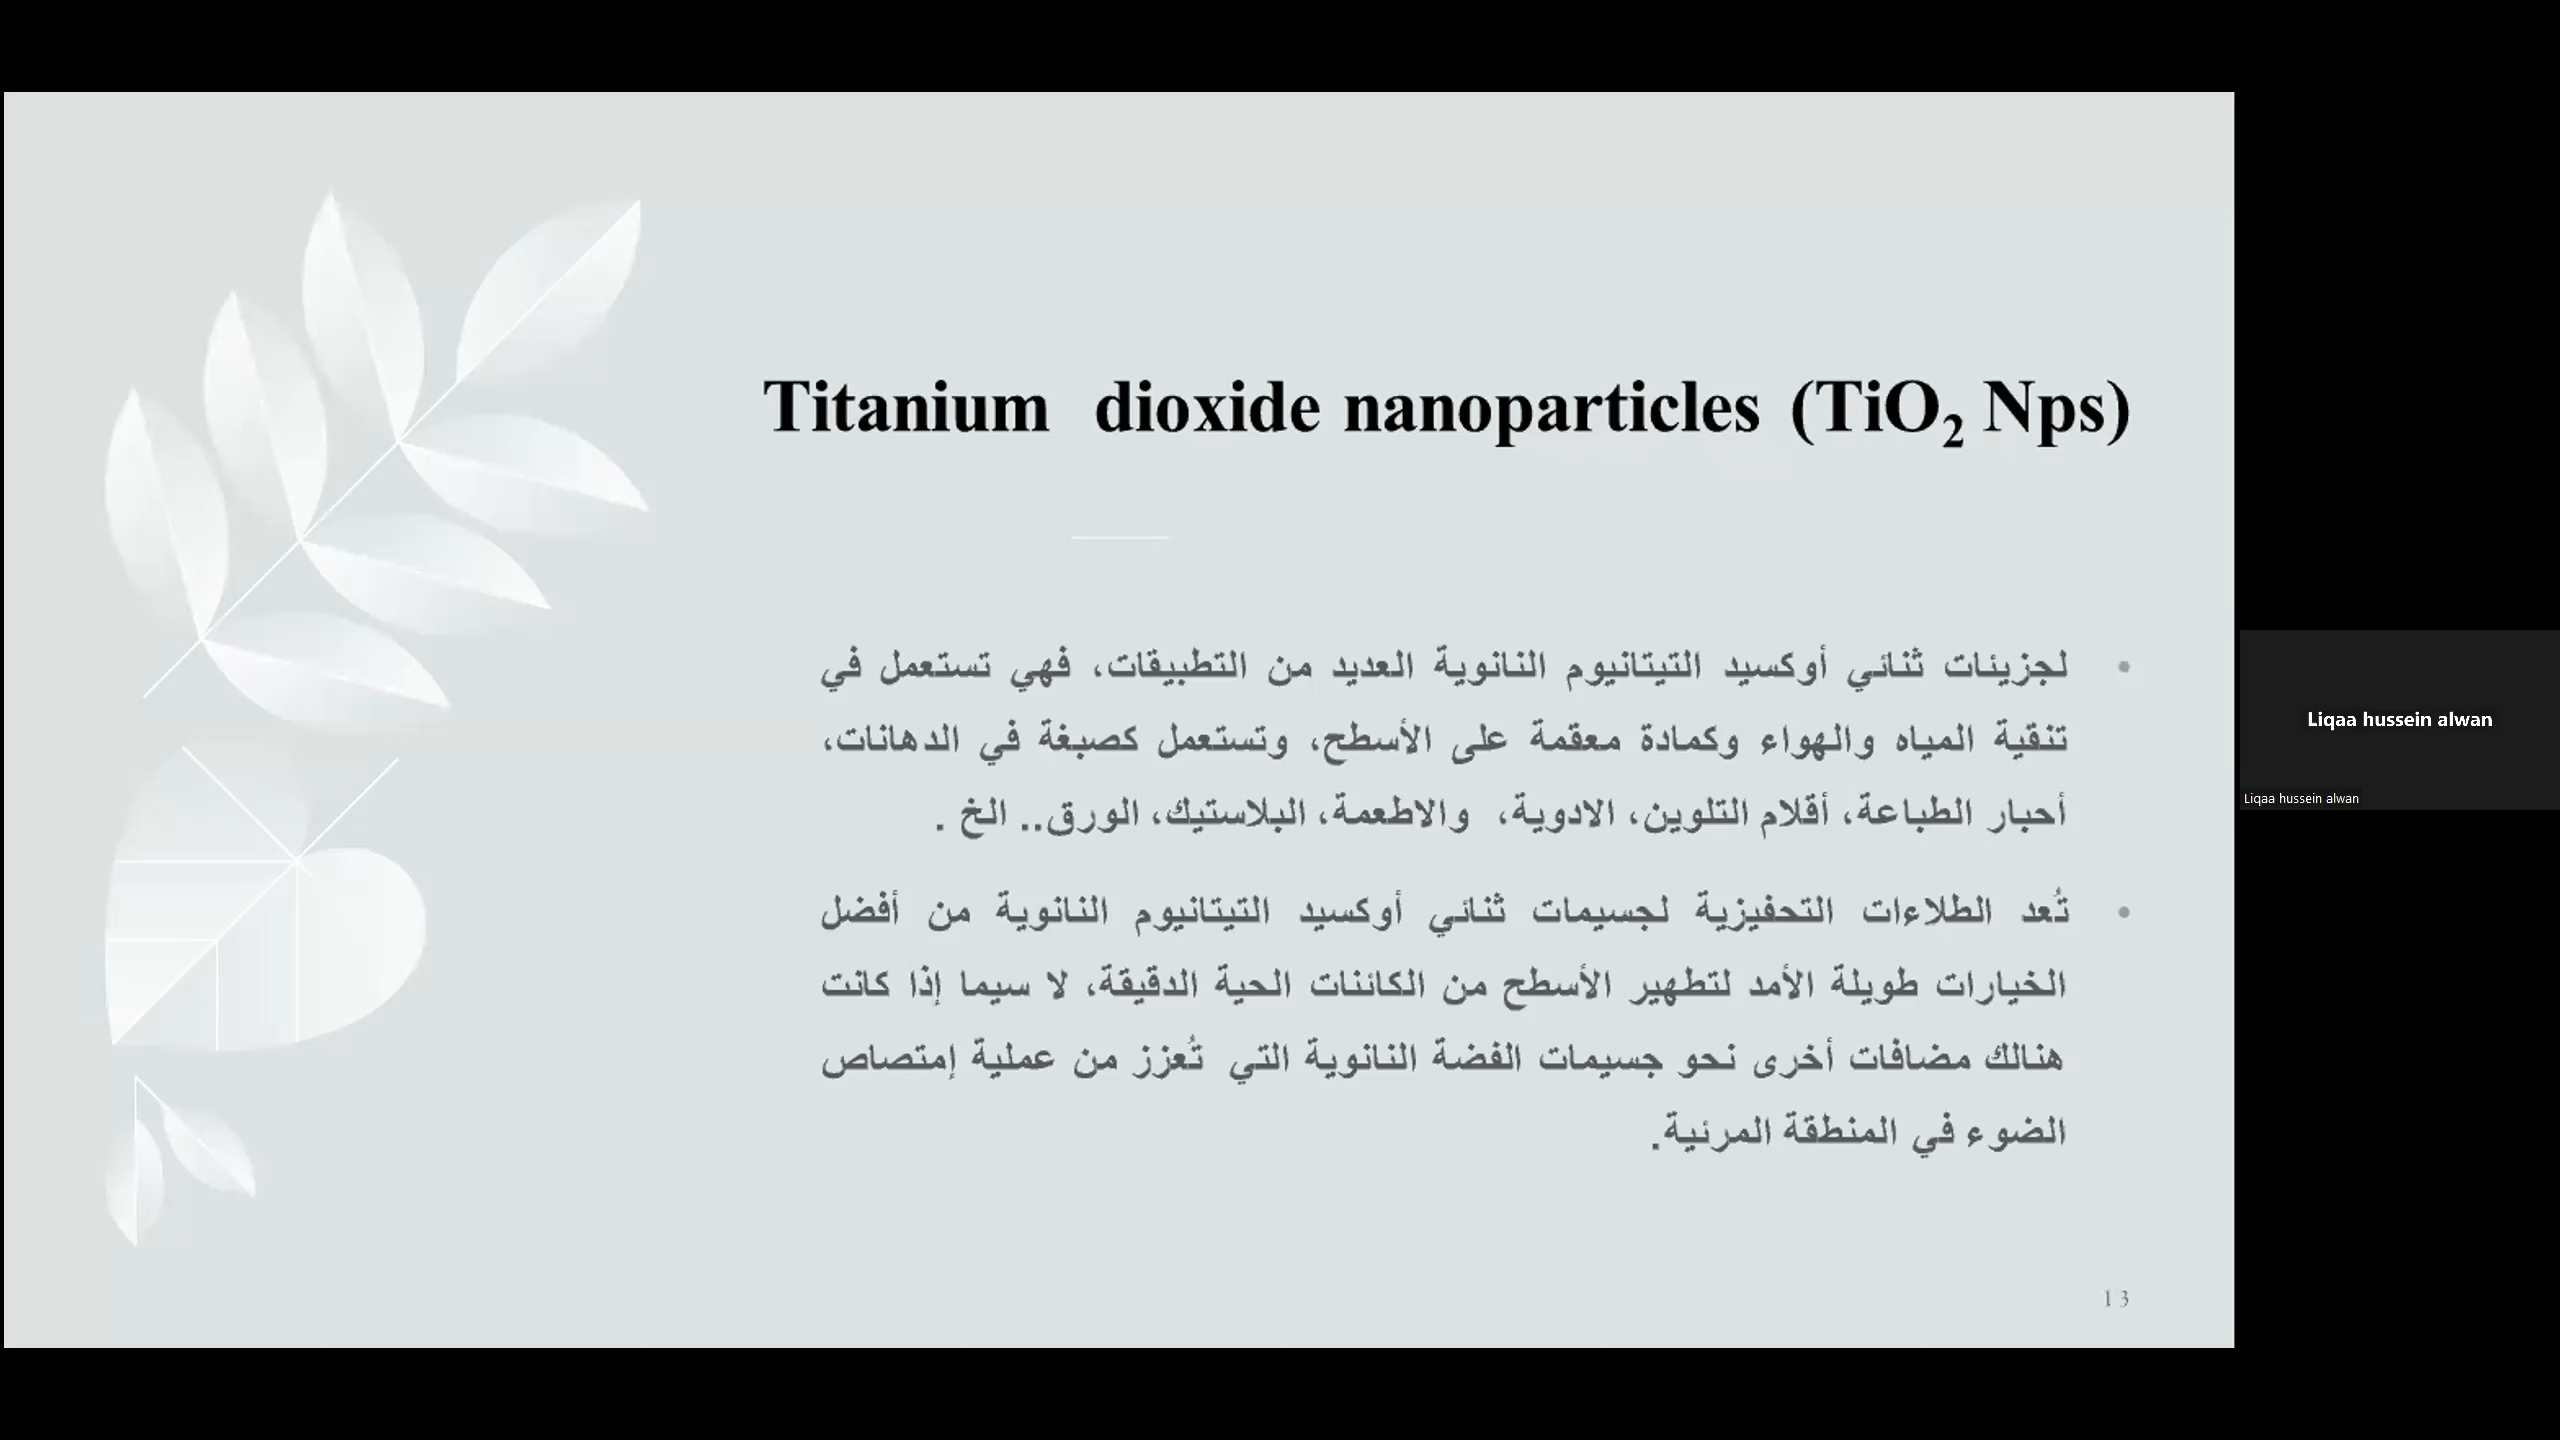 Titanium dioxide nanoparticles (TiO₂ Nps)
• لجزيئات ثنائي أوكسيد التيتانيوم النانوية العديد من التطبيقات، فهي تستعمل في
تنقية المياه والهواء وكمادة معقمة على الأسطح، وتستعمل كصبغة في الدهانات،
أحبار الطباعة، أقلام التلوين، الادوية، والاطعمة، البلاستيك، الورق.. الخ .
• تُعد الطلاءات التحفيزية لجسيمات ثنائي أوكسيد التيتانيوم النانوية من أفضل
الخيارات طويلة الأمد لتطهير الأسطح من الكائنات الحية الدقيقة، لا سيما إذا كانت
هنالك مضافات أخرى نحو جسيمات الفضة النانوية التي تُعزز من عملية إمتصاص
الضوء في المنطقة المرئية.
13
Liqaa hussein alwan
Liqaa hussein alwan